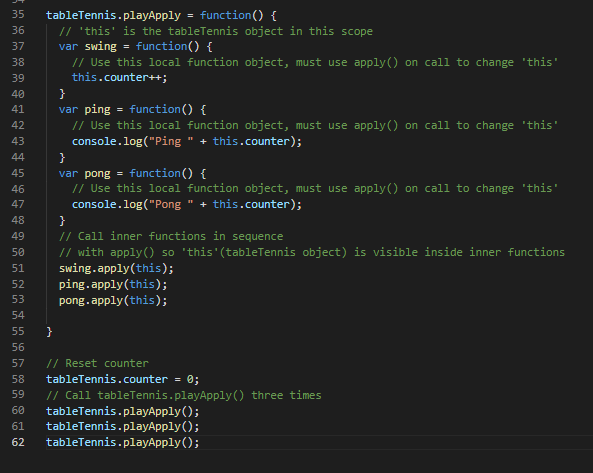 35 tableTennis.playApply = function() {
36 // 'this' is the tableTennis object in this scope
37 var swing = function() {
38 // Use this local function object, must use apply() on call to change 'this'
39 this.counter++;
40 }
41 var ping = function() {
42 // Use this local function object, must use apply() on call to change 'this'
43 console.log("Ping " + this.counter);
44 }
45 var pong = function() {
46 // Use this local function object, must use apply() on call to change 'this'
47 console.log("Pong " + this.counter);
48 }
49 // Call inner functions in sequence
50 // with apply() so 'this'(tableTennis object) is visible inside inner functions
51 swing.apply(this);
52 ping.apply(this);
53 pong.apply(this);
54
55 }
56
57 // Reset counter
58 tableTennis.counter = 0;
59 // Call tableTennis.playApply() three times
60 tableTennis.playApply();
61 tableTennis.playApply();
62 tableTennis.playApply();